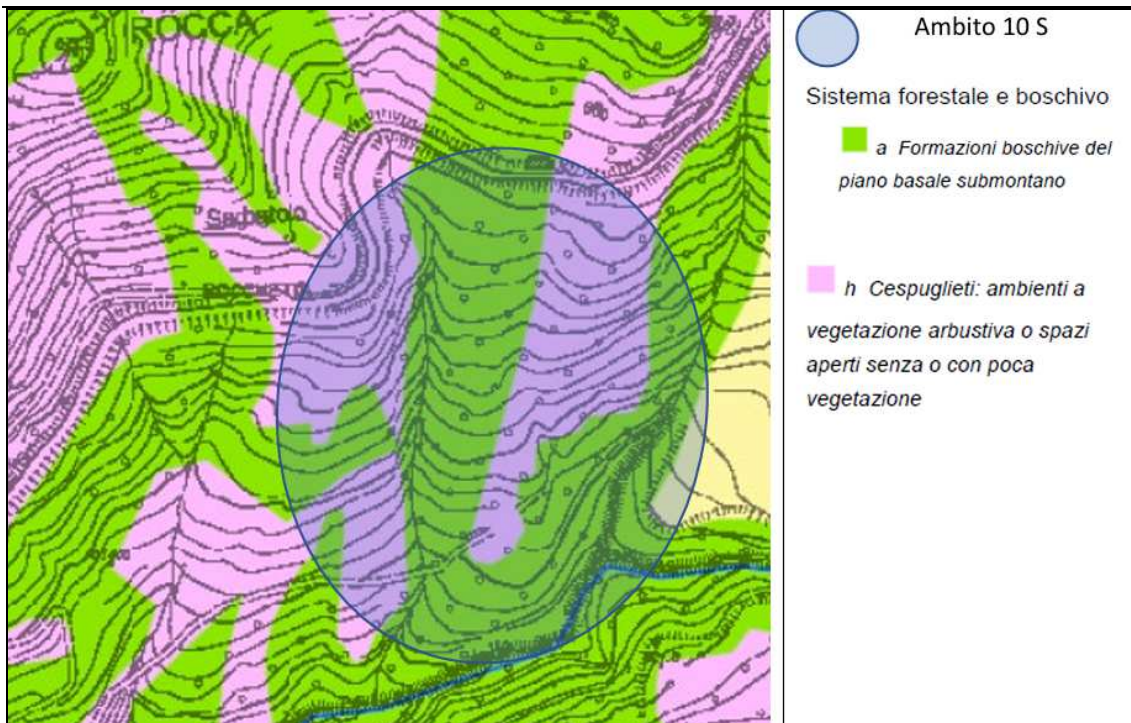 ROCCA
Ambito 10 S
Sistema forestale e boschivo
a Formazioni boschive del
piano basale submontano
h Cespuglieti: ambienti a
vegetazione arbustiva o spazi
aperti senza o con poca
vegetazione